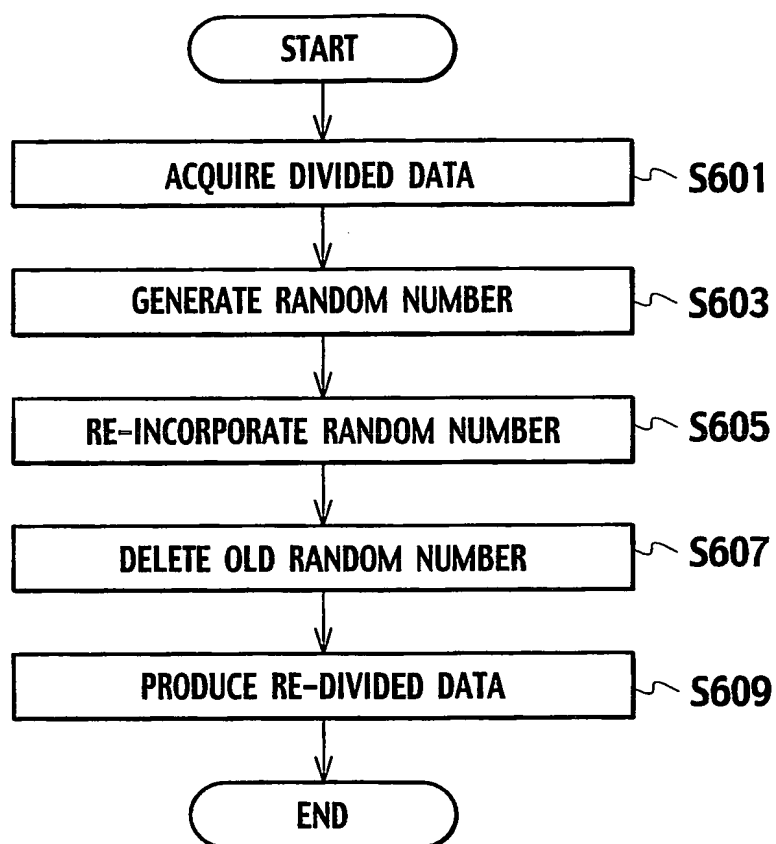 START
ACQUIRE DIVIDED DATA S601
GENERATE RANDOM NUMBER S603
RE-INCORPORATE RANDOM NUMBER S605
DELETE OLD RANDOM NUMBER S607
PRODUCE RE-DIVIDED DATA S609
END